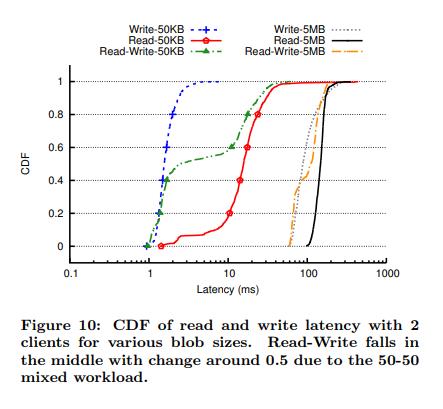 Write-50KB
Read-50KB
Read-Write-50KB
Write-5MB
Read-5MB
Read-Write-5MB
1
0.8
0.6
0.4
0.2
0
CDF
0.1
1
10
100
1000
Latency (ms)
Figure 10: CDF of read and write latency with 2
clients for various blob sizes. Read-Write falls in
the middle with change around 0.5 due to the 50-50
mixed workload.